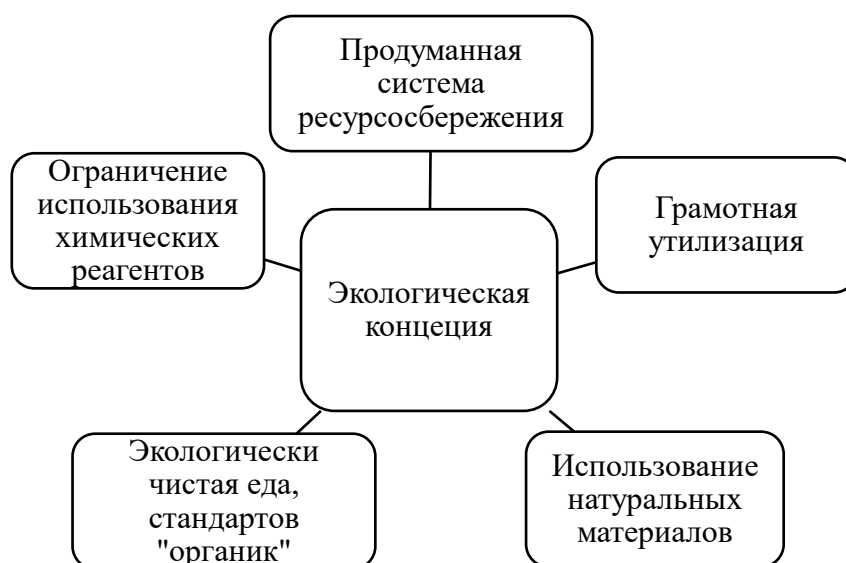 Продуманная
система
ресурсосбережения
Ограничение
использования
химических
реагентов
Грамотная
утилизация
Экологическая
концеция
Экологически
чистая еда,
стандартов
"органик"
Использование
натуральных
материалов